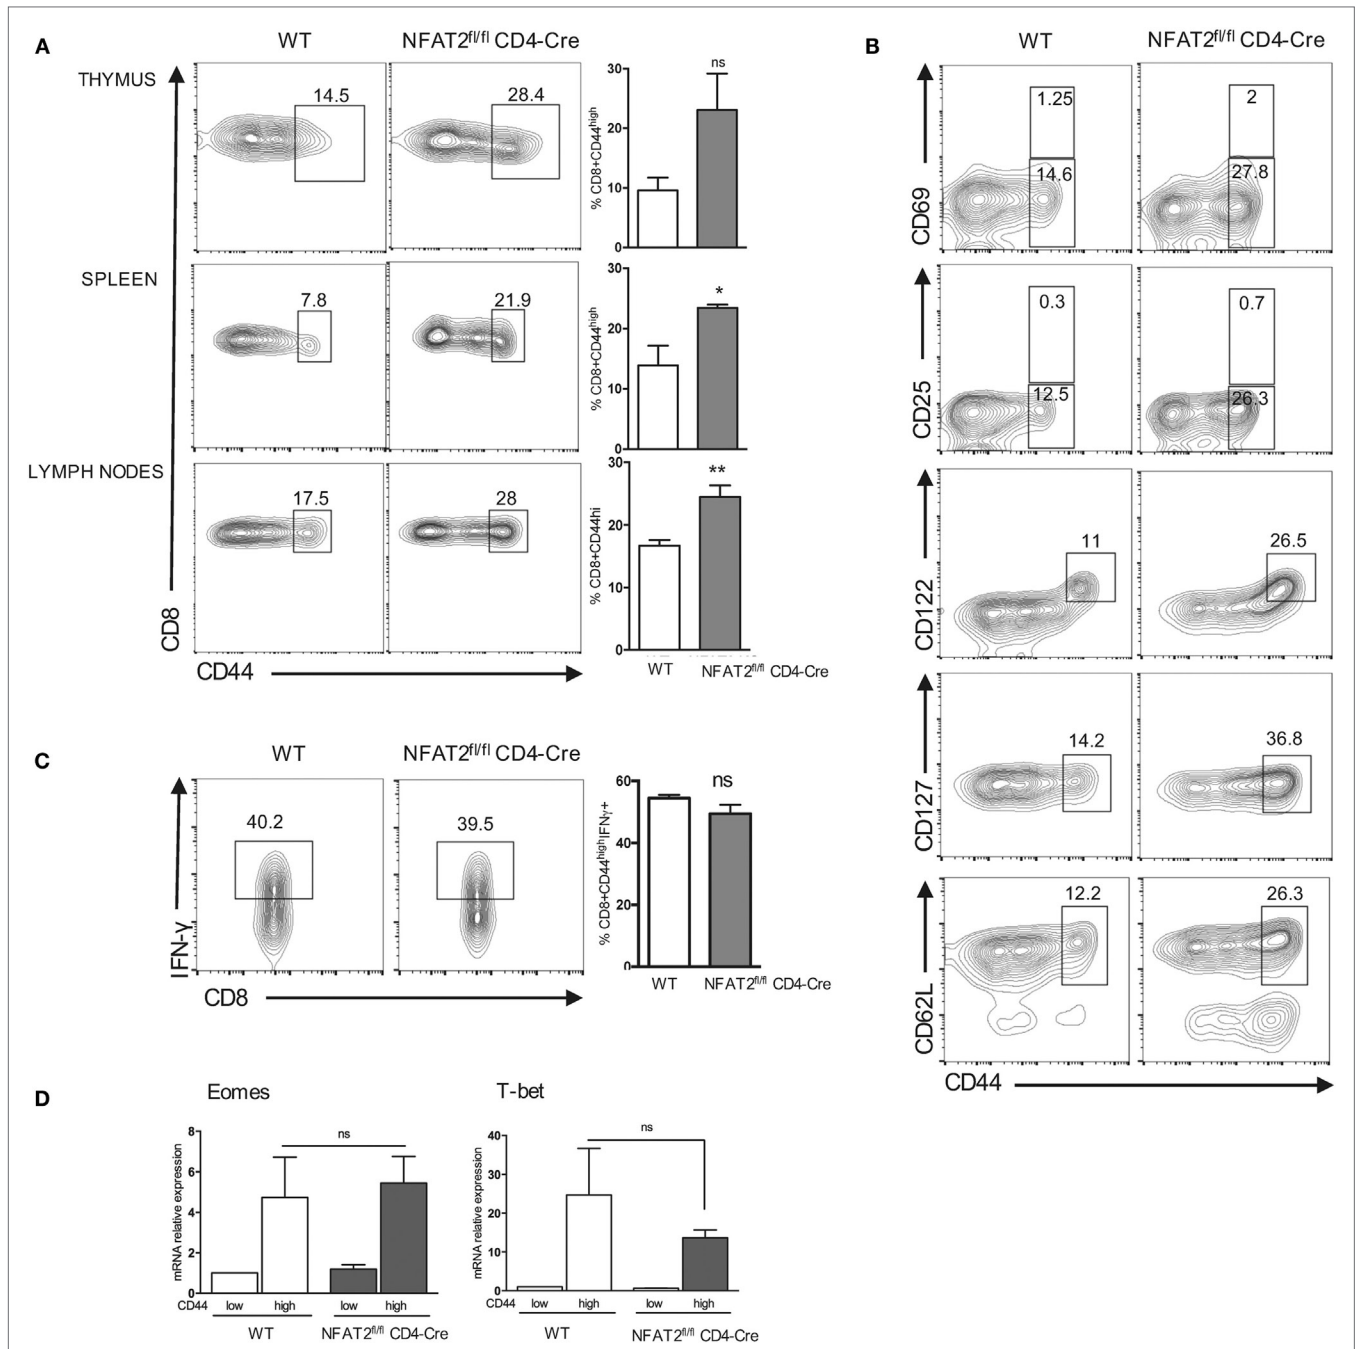 A
WT
NFAT2fl/fl CD4-Cre
THYMUS
14.5
28.4
ns
30
20
10
0
% CD8+CD44high
SPLEEN
7.8
21.9
*
30
20
10
0
% CD8+CD44high
LYMPH NODES
17.5
28
**
30
20
10
0
% CD8+CD44hi
CD8
CD44
WT
NFAT2fl/fl CD4-Cre
B
WT
NFAT2fl/fl CD4-Cre
CD69
1.25
14.6
2
27.8
CD25
0.3
12.5
0.7
26.3
CD122
11
26.5
CD127
14.2
36.8
CD62L
12.2
26.3
CD44
C
WT
NFAT2fl/fl CD4-Cre
IFN-γ
40.2
39.5
CD8
ns
60
40
20
0
% CD8+CD44highIFNγ+
WT
NFAT2fl/fl CD4-Cre
D
Eomes
mRNA relative expression
8
6
4
2
0
ns
CD44
low
high
low
high
WT
NFAT2fl/fl CD4-Cre
T-bet
mRNA relative expression
40
30
20
10
0
ns
CD44
low
high
low
high
WT
NFAT2fl/fl CD4-Cre